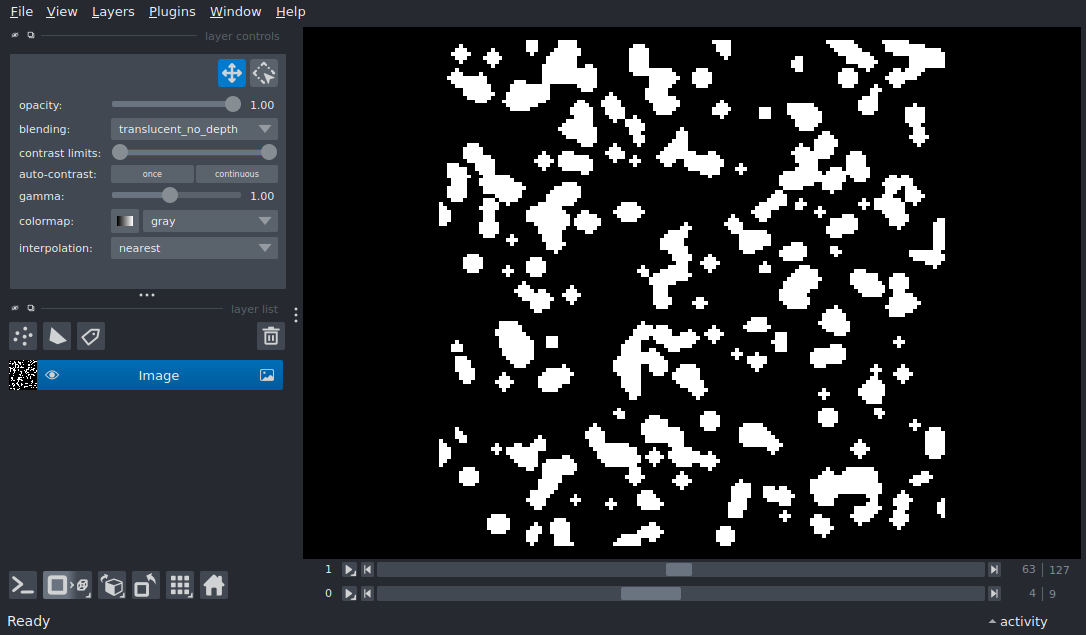 File View Layers Plugins Window Help
layer controls
opacity: 1.00
blending: translucent_no_depth
contrast limits:
auto-contrast: once continuous
gamma: 1.00
colormap: gray
interpolation: nearest
layer list
Image
1 63 127
0 4 9
Ready activity